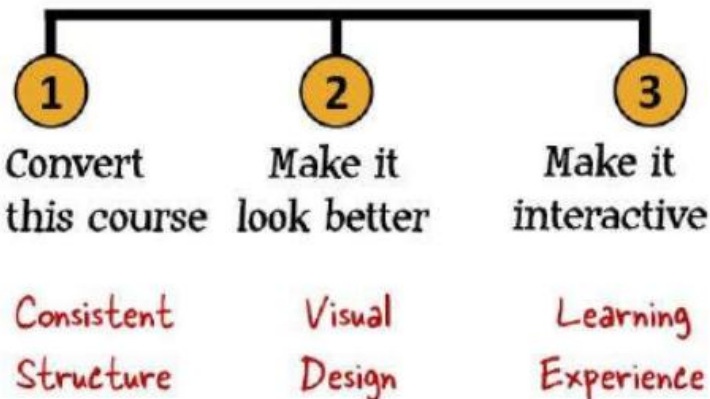 1
Convert
this course
Consistent
Structure
2
Make it
look better
Visual
Design
3
Make it
interactive
Learning
Experience